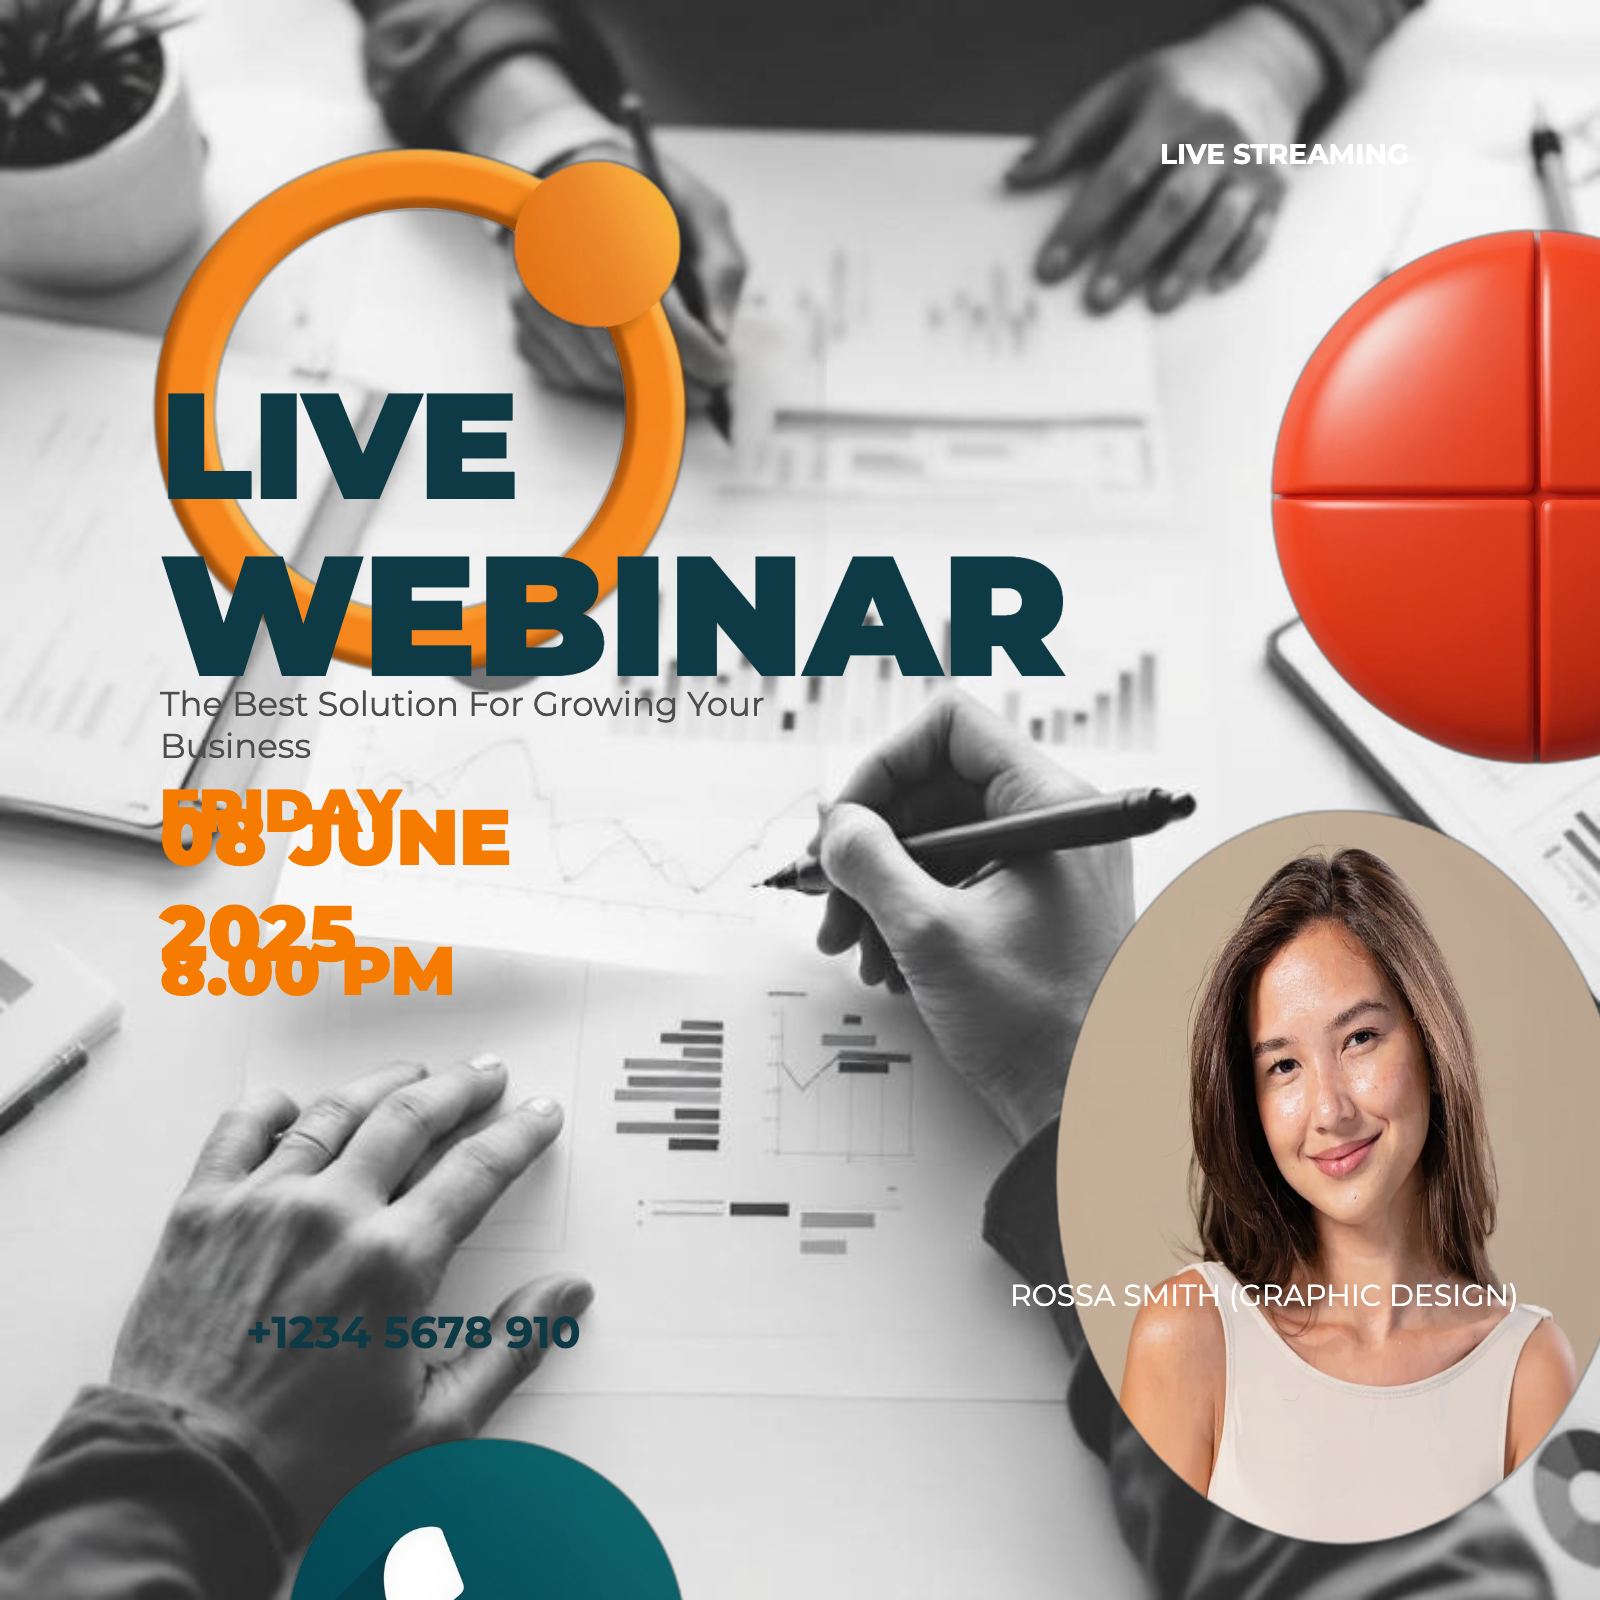 LIVE STREAMING
LIVE
WEBINAR
The Best Solution For Growing Your
Business
FRIDAY
08 JUNE
2025
8.00 PM
ROSSA SMITH (GRAPHIC DESIGN)
+1234 5678 910